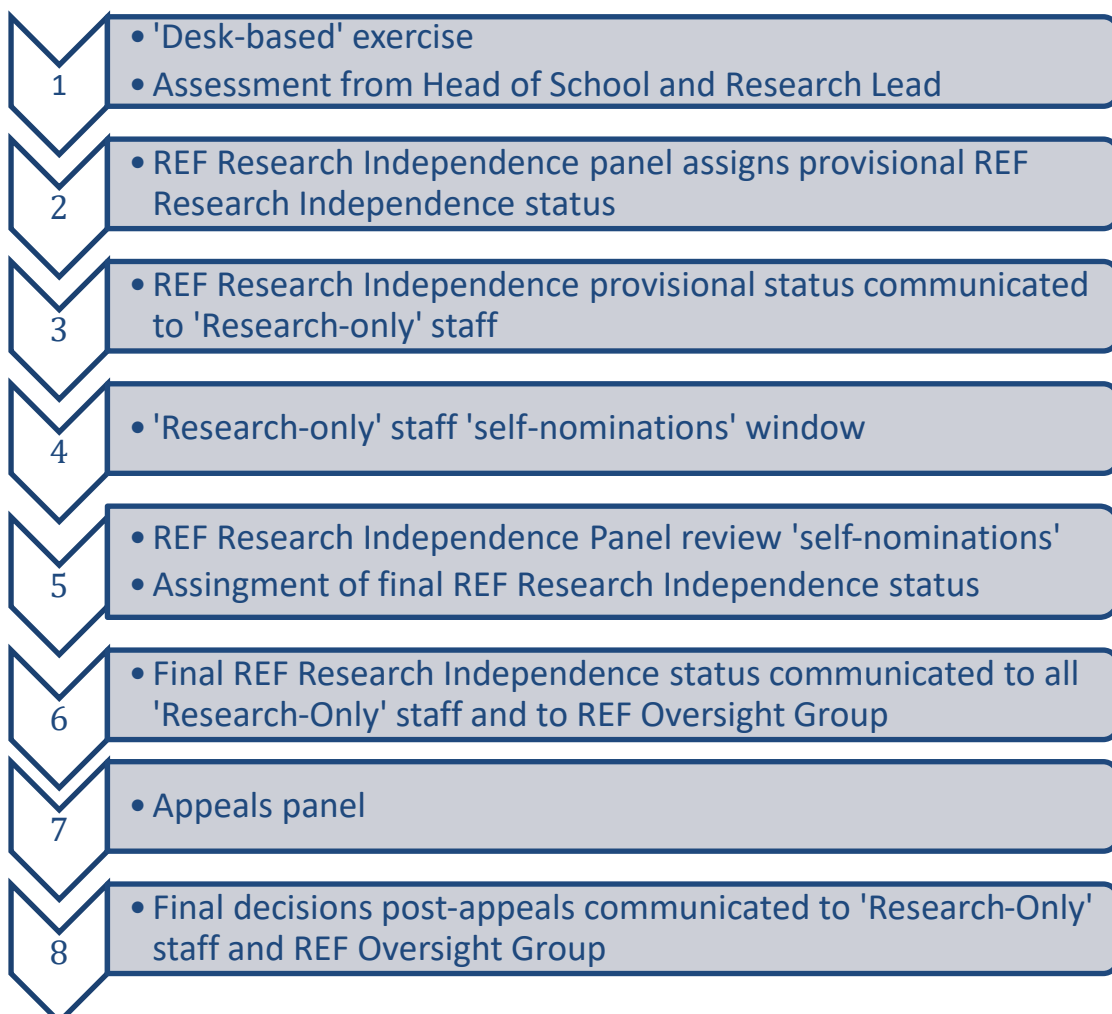 1
• 'Desk-based' exercise
• Assessment from Head of School and Research Lead
2
• REF Research Independence panel assigns provisional REF
Research Independence status
3
• REF Research Independence provisional status communicated
to 'Research-only' staff
4
• 'Research-only' staff 'self-nominations' window
5
• REF Research Independence Panel review 'self-nominations'
• Assingment of final REF Research Independence status
6
• Final REF Research Independence status communicated to all
'Research-Only' staff and to REF Oversight Group
7
• Appeals panel
8
• Final decisions post-appeals communicated to 'Research-Only'
staff and REF Oversight Group